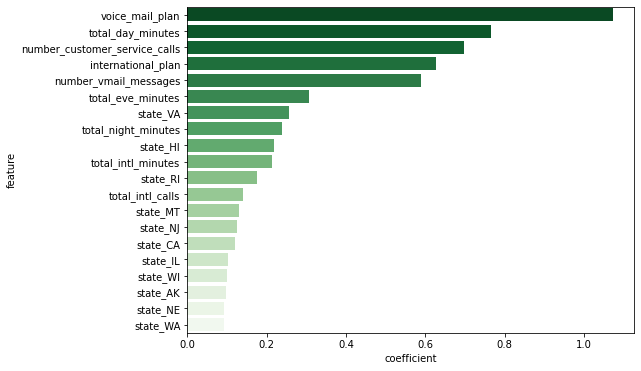 voice_mail_plan
total_day_minutes
number_customer_service_calls
international_plan
number_vmail_messages
total_eve_minutes
state_VA
total_night_minutes
state_HI
total_intl_minutes
state_RI
total_intl_calls
state_MT
state_NJ
state_CA
state_IL
state_WI
state_AK
state_NE
state_WA
feature
0.0 0.2 0.4 0.6 0.8 1.0
coefficient